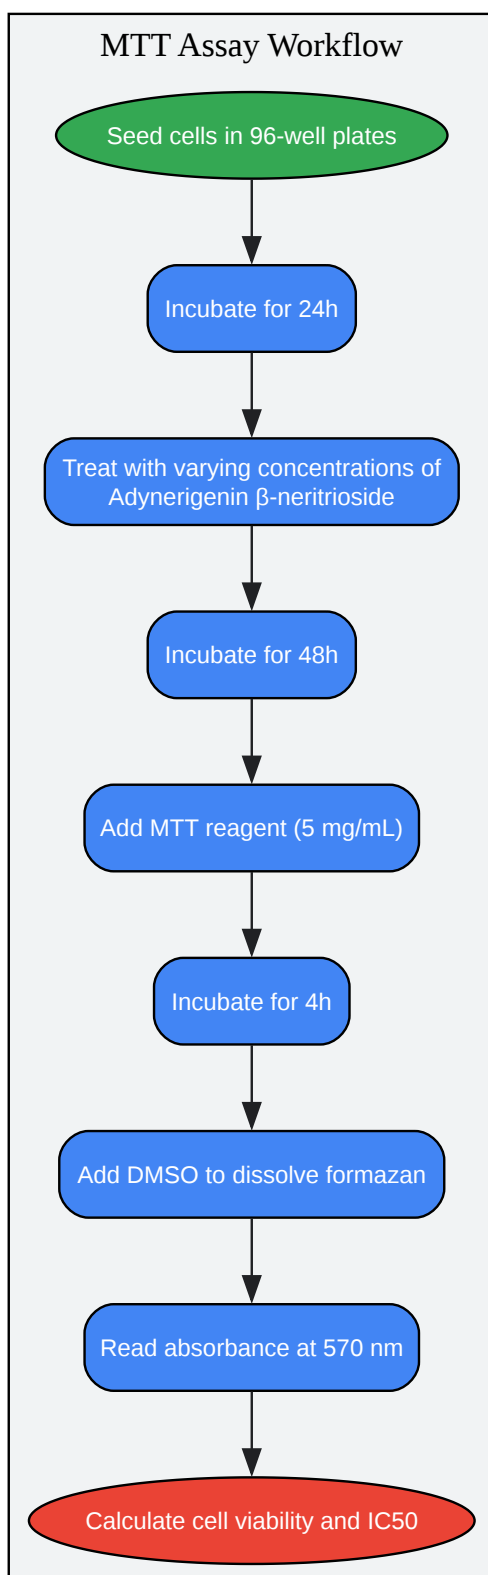 MTT Assay Workflow
Seed cells in 96-well plates
Incubate for 24h
Treat with varying concentrations of
Adynerigenin β-neritrioside
Incubate for 48h
Add MTT reagent (5 mg/mL)
Incubate for 4h
Add DMSO to dissolve formazan
Read absorbance at 570 nm
Calculate cell viability and IC50